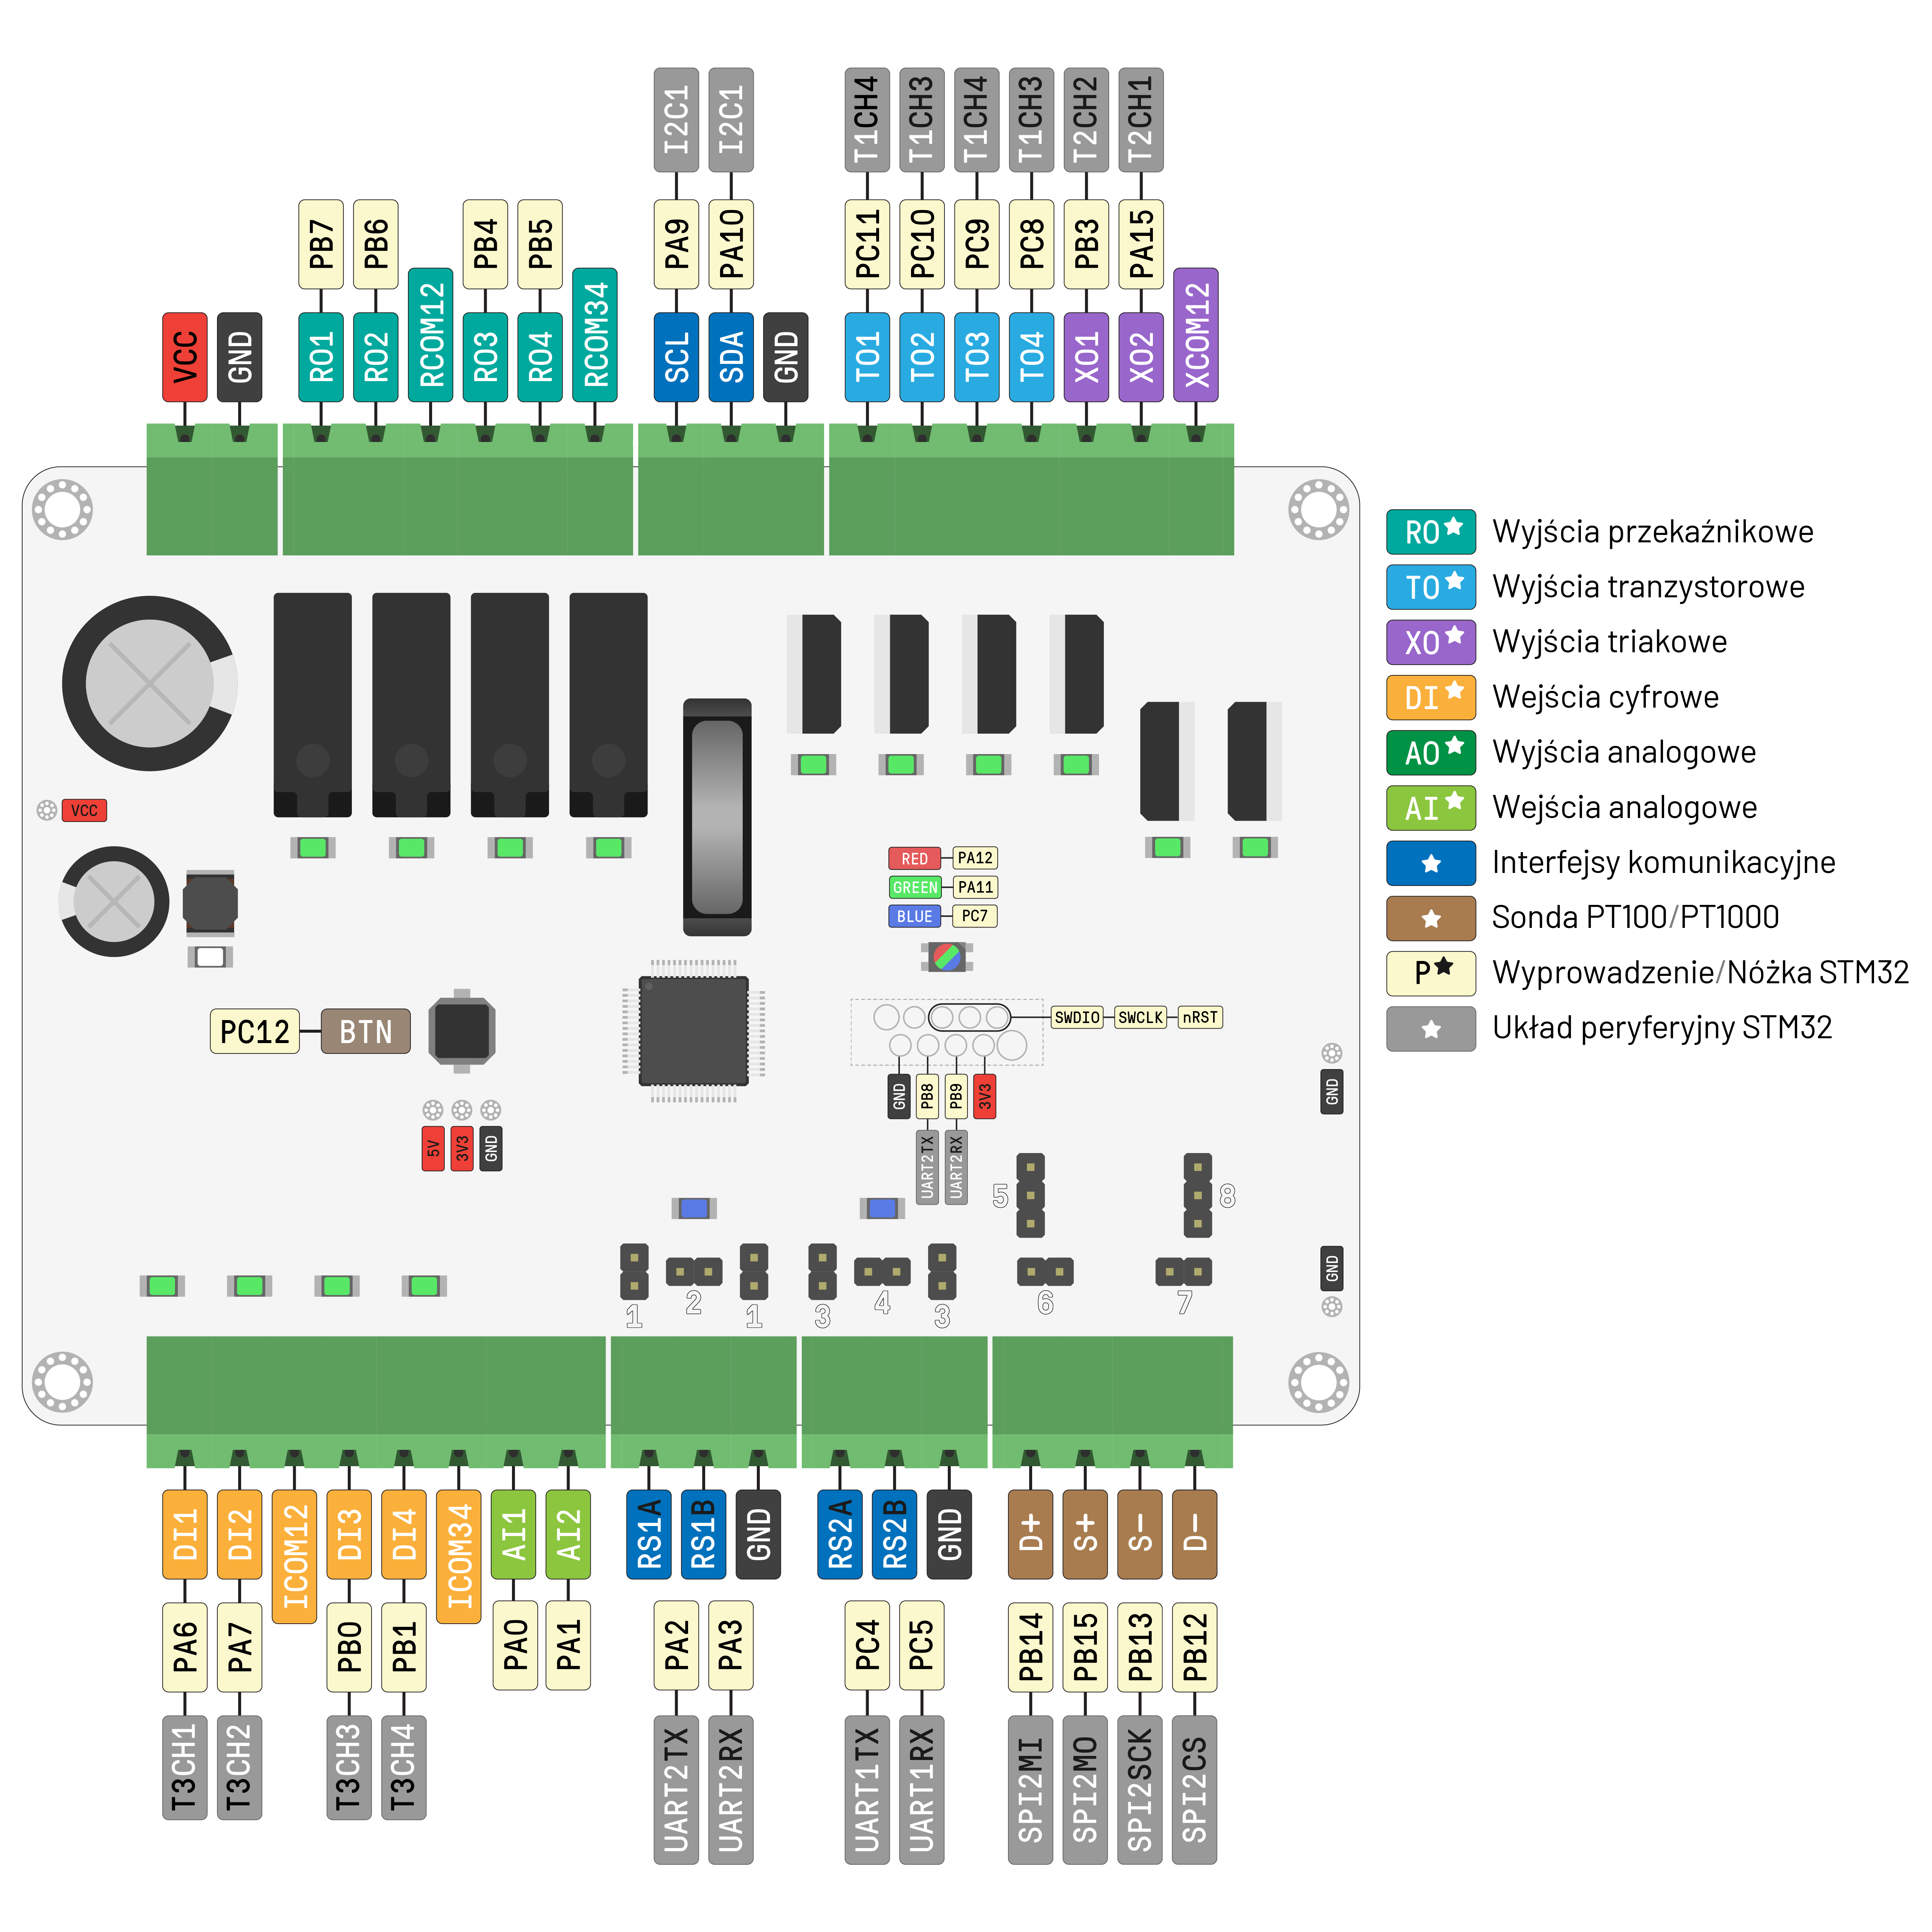 I2C1 I2C1 T1CH4 T1CH3 T1CH4 T1CH3 T2CH2 T2CH1
PB7 PB6 PB4 PB5 PA9 PA10 PC11 PC10 PC9 PC8 PB3 PA15
VCC GND RO1 RO2 RCOM12 RO3 RO4 RCOM34 SCL SDA GND TO1 TO2 TO3 TO4 XO1 XO2 XCOM12
RO Wyjścia przekaźnikowe
TO Wyjścia tranzystorowe
XO Wyjścia triakowe
DI Wejścia cyfrowe
AO Wyjścia analogowe
AI Wejścia analogowe
Interfejsy komunikacyjne
Sonda PT100/PT1000
P Wyprowadzenie/Nóżka STM32
Układ peryferyjny STM32
VCC
RED PA12
GREEN PA11
BLUE PC7
PC12 BTN
SWDIO SWCLK nRST
GND PB8 PB9 3V3
UART2TX UART2RX
5V 3V3 GND
GND
5 8
GND
1 2 1 3 4 3 6 7
DI1 DI2 ICOM12 DI3 DI4 ICOM34 AI1 AI2 RS1A RS1B GND RS2A RS2B GND D+ S+ S- D-
PA6 PA7 PB0 PB1 PA0 PA1 PA2 PA3 PC4 PC5 PB14 PB15 PB13 PB12
T3CH1 T3CH2 T3CH3 T3CH4 UART2TX UART2RX UART1TX UART1RX SPI2MI SPI2MO SPI2SCK SPI2CS